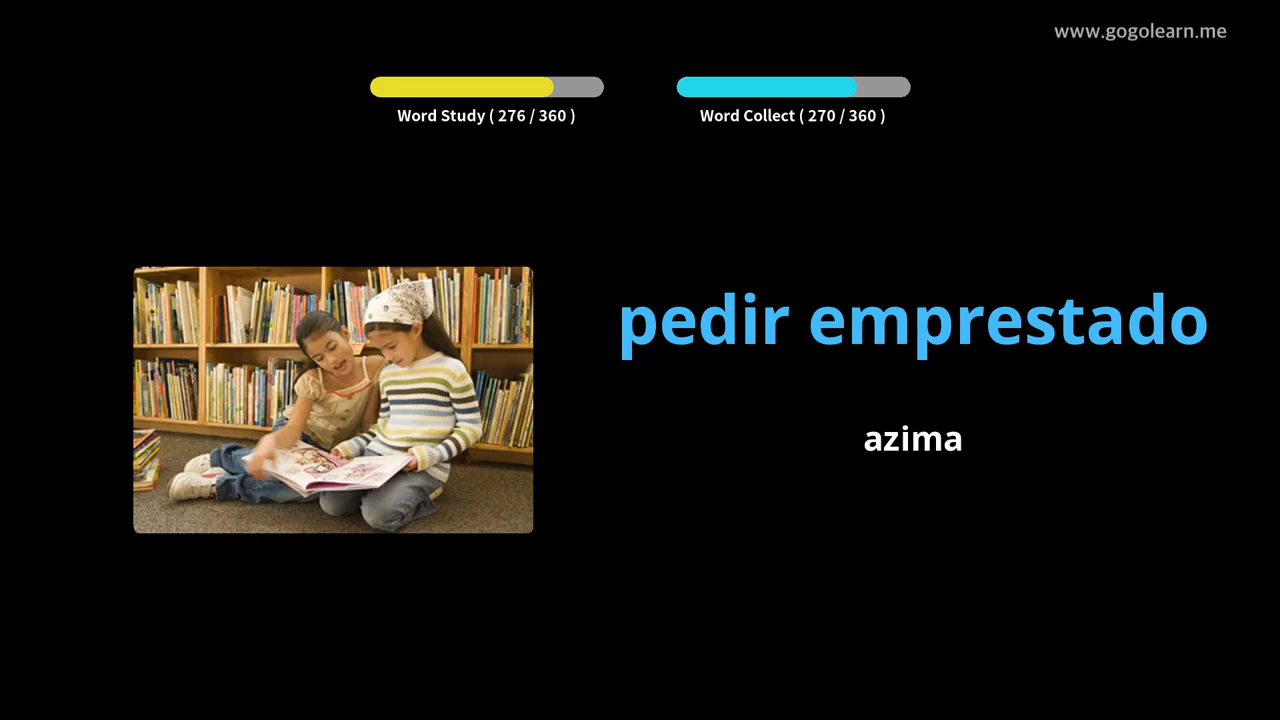 www.gogolearn.me
Word Study ( 276 / 360 )
Word Collect ( 270 / 360 )
pedir emprestado
azima